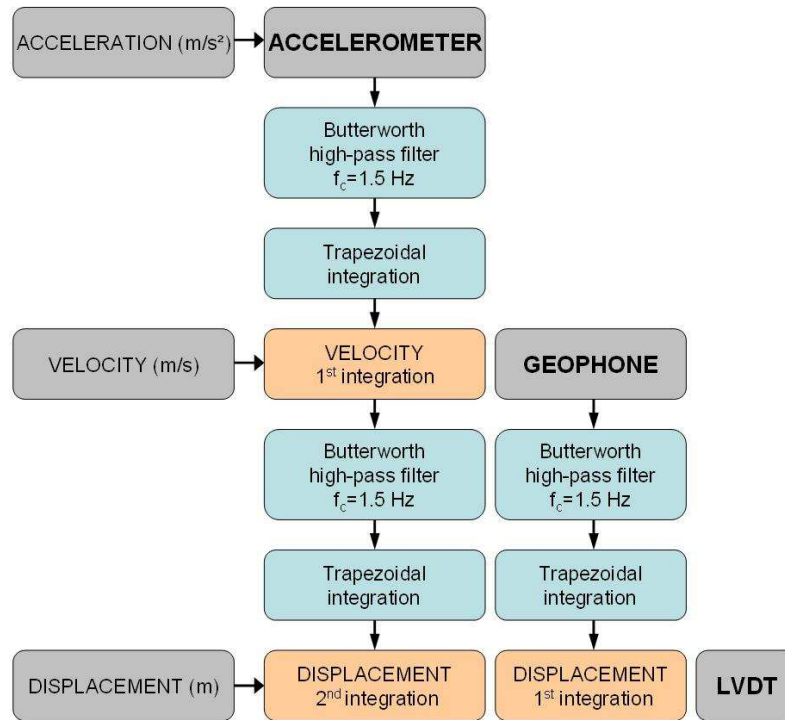 ACCELERATION (m/s²)
ACCELEROMETER
Butterworth
high-pass filter
fc=1.5 Hz
Trapezoidal
integration
VELOCITY (m/s)
VELOCITY
1st integration
GEOPHONE
Butterworth
high-pass filter
fc=1.5 Hz
Butterworth
high-pass filter
fc=1.5 Hz
Trapezoidal
integration
Trapezoidal
integration
DISPLACEMENT (m)
DISPLACEMENT
2nd integration
DISPLACEMENT
1st integration
LVDT